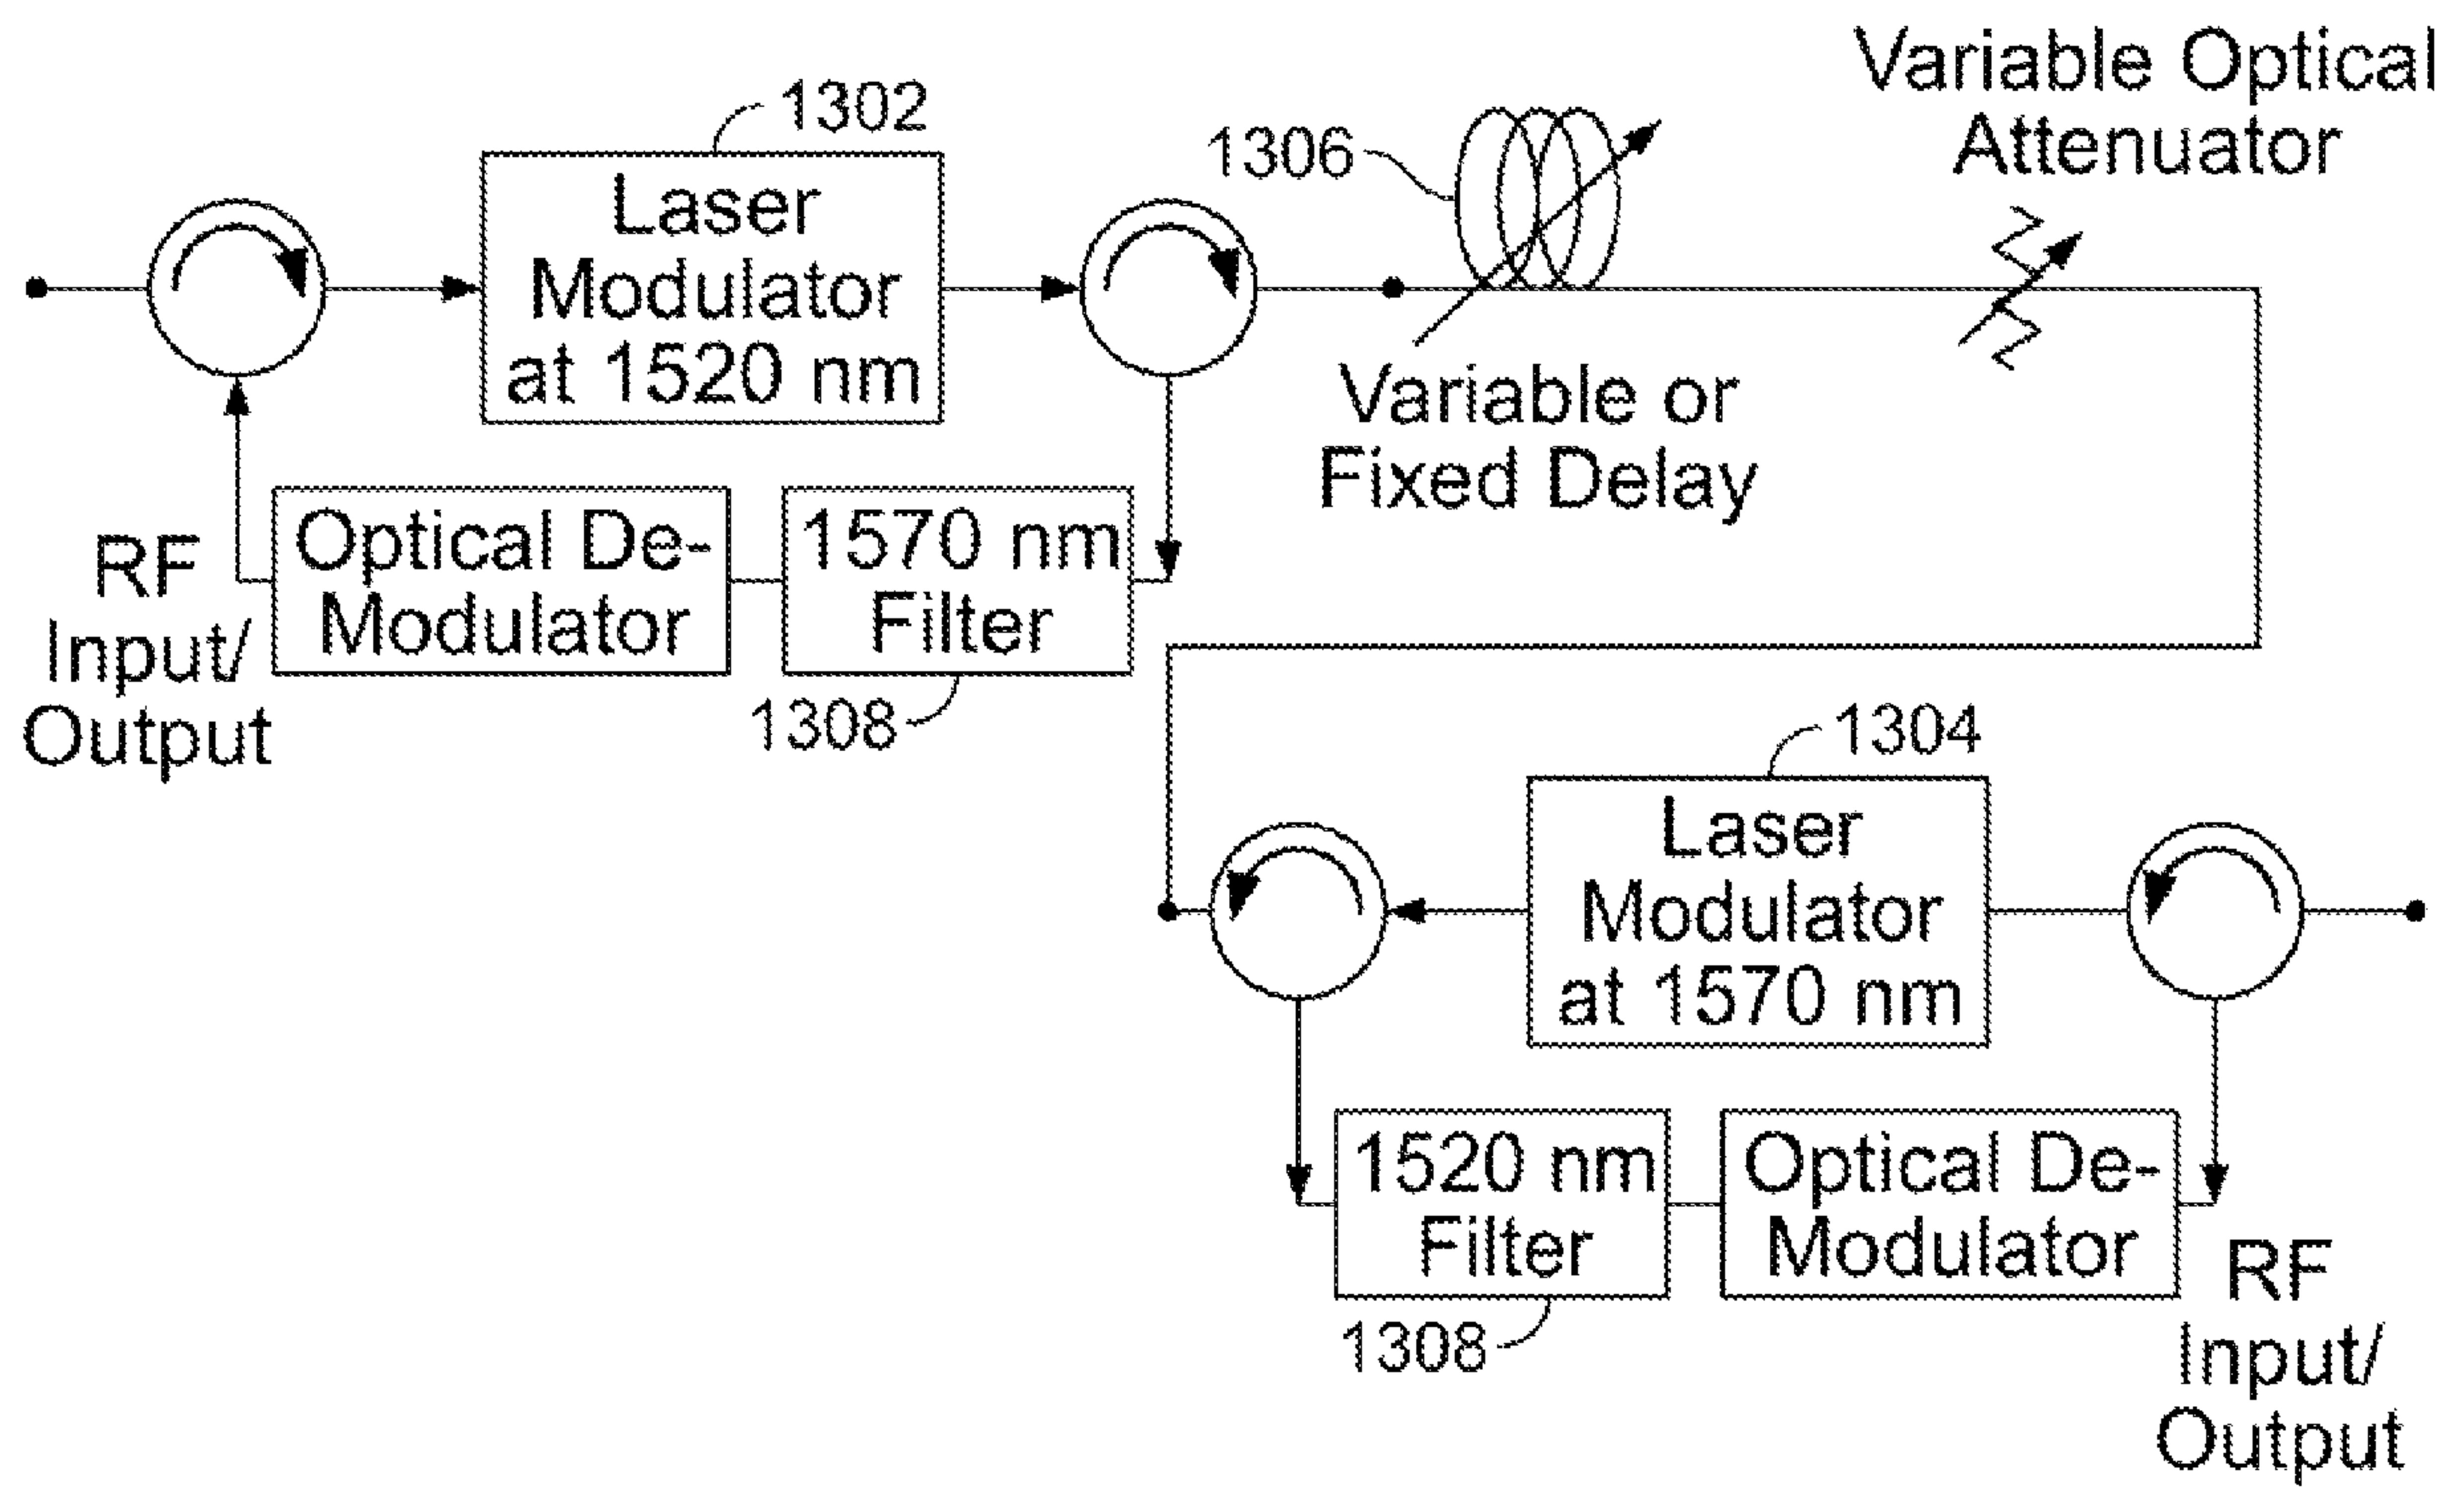 Variable Optical
Attenuator
1302
1306
Laser
Modulator
at 1520 nm
Variable or
Fixed Delay
Optical De-
Modulator
1570 nm
Filter
RF
Input/
Output
1308
1304
Laser
Modulator
at 1570 nm
1520 nm
Filter
Optical De-
Modulator
1308
RF
Input/
Output